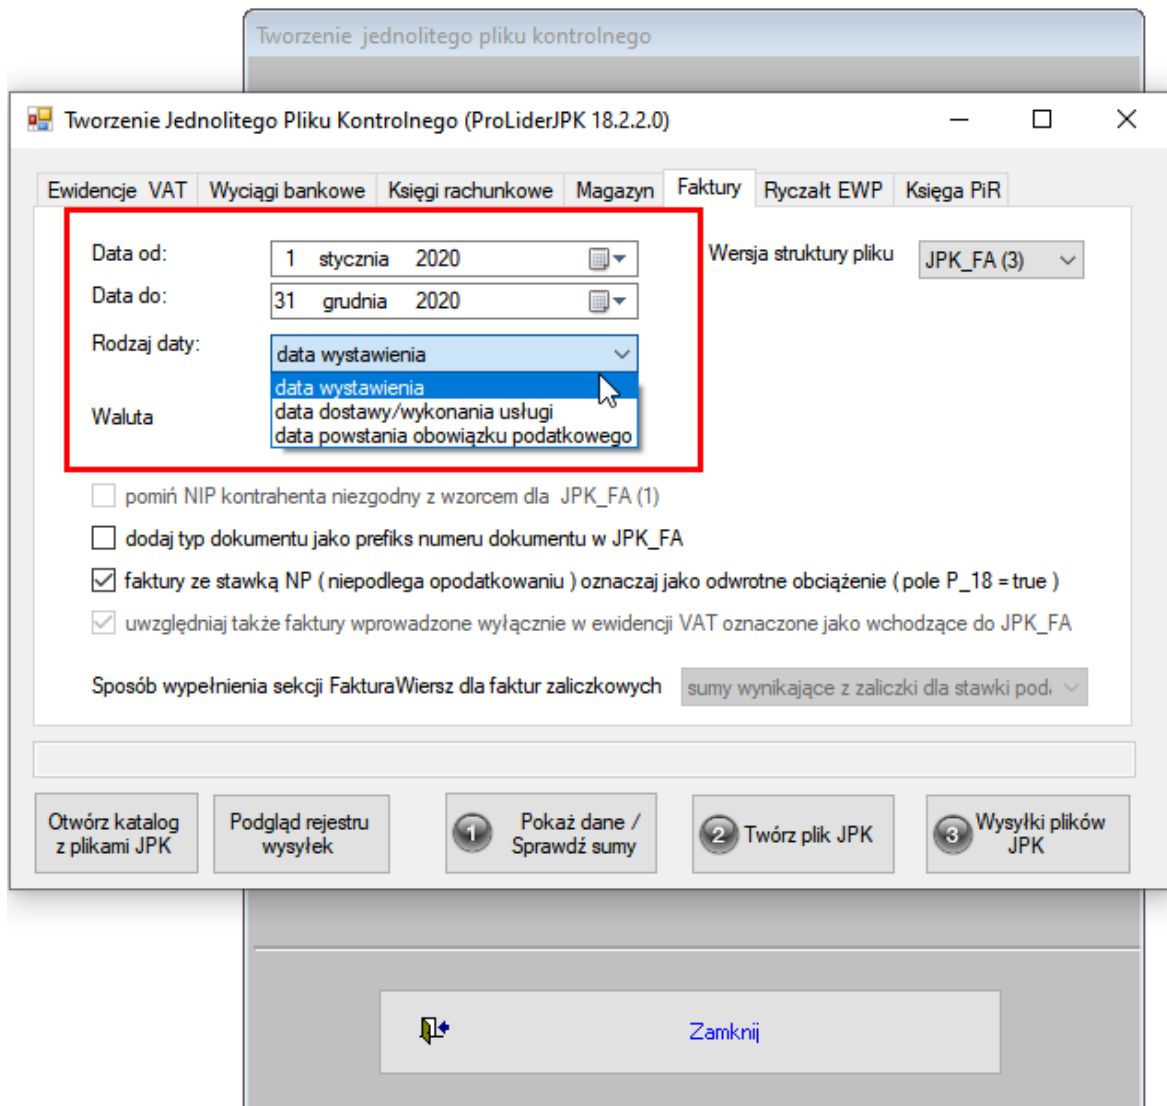 Tworzenie jednolitego pliku kontrolnego
Tworzenie Jednolitego Pliku Kontrolnego (ProLiderJPK 18.2.2.0)
Ewidencje VAT Wyciągi bankowe Księgi rachunkowe Magazyn Faktury Ryczałt EWP Księga PiR
Data od: 1 stycznia 2020 Wersja struktury pliku JPK_FA (3)
Data do: 31 grudnia 2020
Rodzaj daty: data wystawienia
data wystawienia
data dostawy/wykonania usługi
Waluta
data powstania obowiązku podatkowego
pomiń NIP kontrahenta niezgodny z wzorcem dla JPK_FA (1)
dodaj typ dokumentu jako prefiks numeru dokumentu w JPK_FA
faktury ze stawką NP ( niepodlega opodatkowaniu ) oznaczaj jako odwrotne obciążenie ( pole P_18 = true )
uwzględniaj także faktury wprowadzone wyłącznie w ewidencji VAT oznaczone jako wchodzące do JPK_FA
Sposób wypełnienia sekcji FakturaWiersz dla faktur zaliczkowych sumy wynikające z zaliczki dla stawki
Otwórz katalog
z plikami JPK
Podgląd rejestru
wysyłek
1 Pokaż dane /
Sprawdź sumy
2 Twórz plik JPK
3 Wysyłki plików
JPK
Zamknij